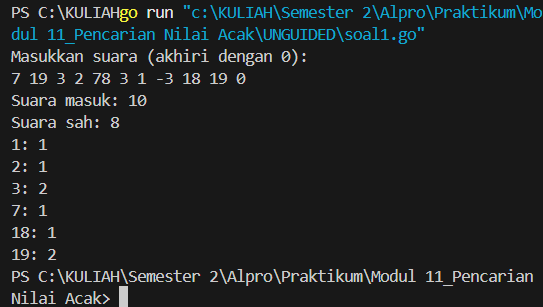 PS C:\KULIAHgo run "c:\KULIAH\Semester 2\Alpro\Praktikum\Mo
dul 11_Pencarian Nilai Acak\UNGUIDED\soal1.go"
Masukkan suara (akhiri dengan 0):
7 19 3 2 78 3 1 -3 18 19 0
Suara masuk: 10
Suara sah: 8
1: 1
2: 1
3: 2
7: 1
18: 1
19: 2
PS C:\KULIAH\Semester 2\Alpro\Praktikum\Modul 11_Pencarian
Nilai Acak>